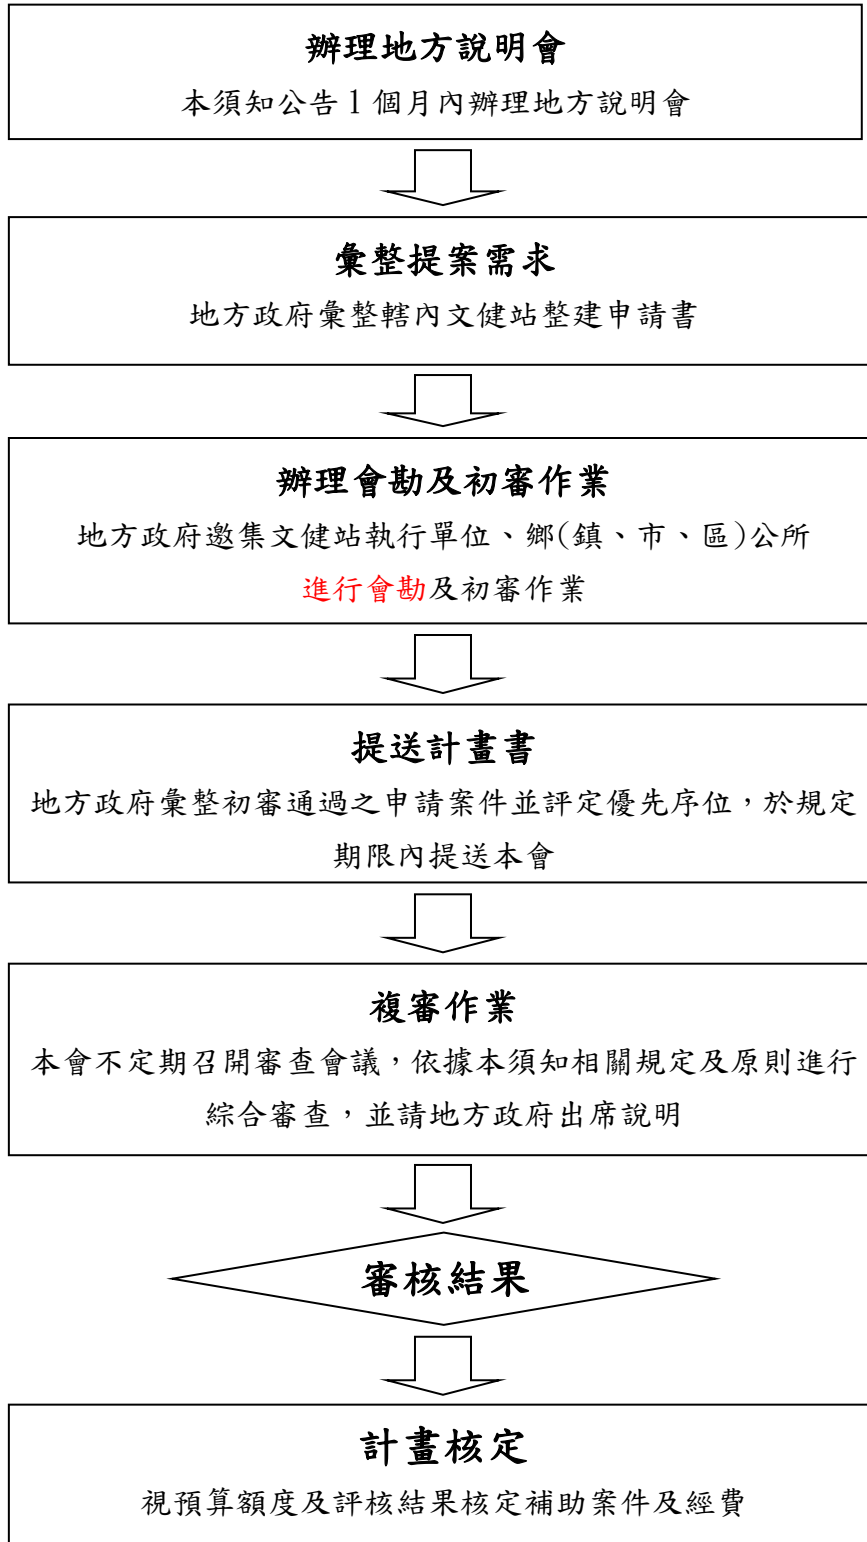 辦理地方說明會
本須知公告1個月內辦理地方說明會
彙整提案需求
地方政府彙整轄內文健站整建申請書
辦理會勘及初審作業
地方政府邀集文健站執行單位、鄉(鎮、市、區)公所
進行會勘及初審作業
提送計畫書
地方政府彙整初審通過之申請案件並評定優先序位，於規定
期限內提送本會
複審作業
本會不定期召開審查會議，依據本須知相關規定及原則進行
綜合審查，並請地方政府出席說明
審核結果
計畫核定
視預算額度及評核結果核定補助案件及經費